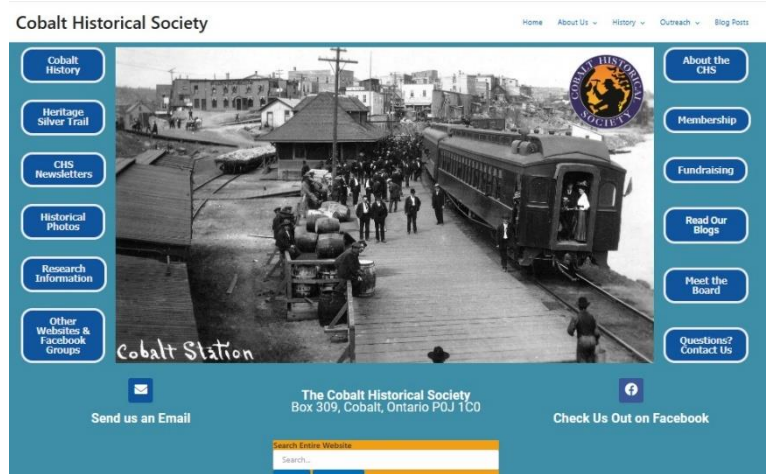 Cobalt Historical Society
Home About Us History Outreach Blog Posts
Cobalt
History
Heritage
Silver Trail
CHS
Newsletters
Historical
Photos
Research
Information
Other
Websites &
Facebook
Groups
COBALT HISTORICAL
SOCIETY
Cobalt Station
About the
CHS
Membership
Fundraising
Read Our
Blogs
Meet the
Board
Questions?
Contact Us
Send us an Email
The Cobalt Historical Society
Box 309, Cobalt, Ontario P0J 1C0
Check Us Out on Facebook
Search Entire Website
Search...